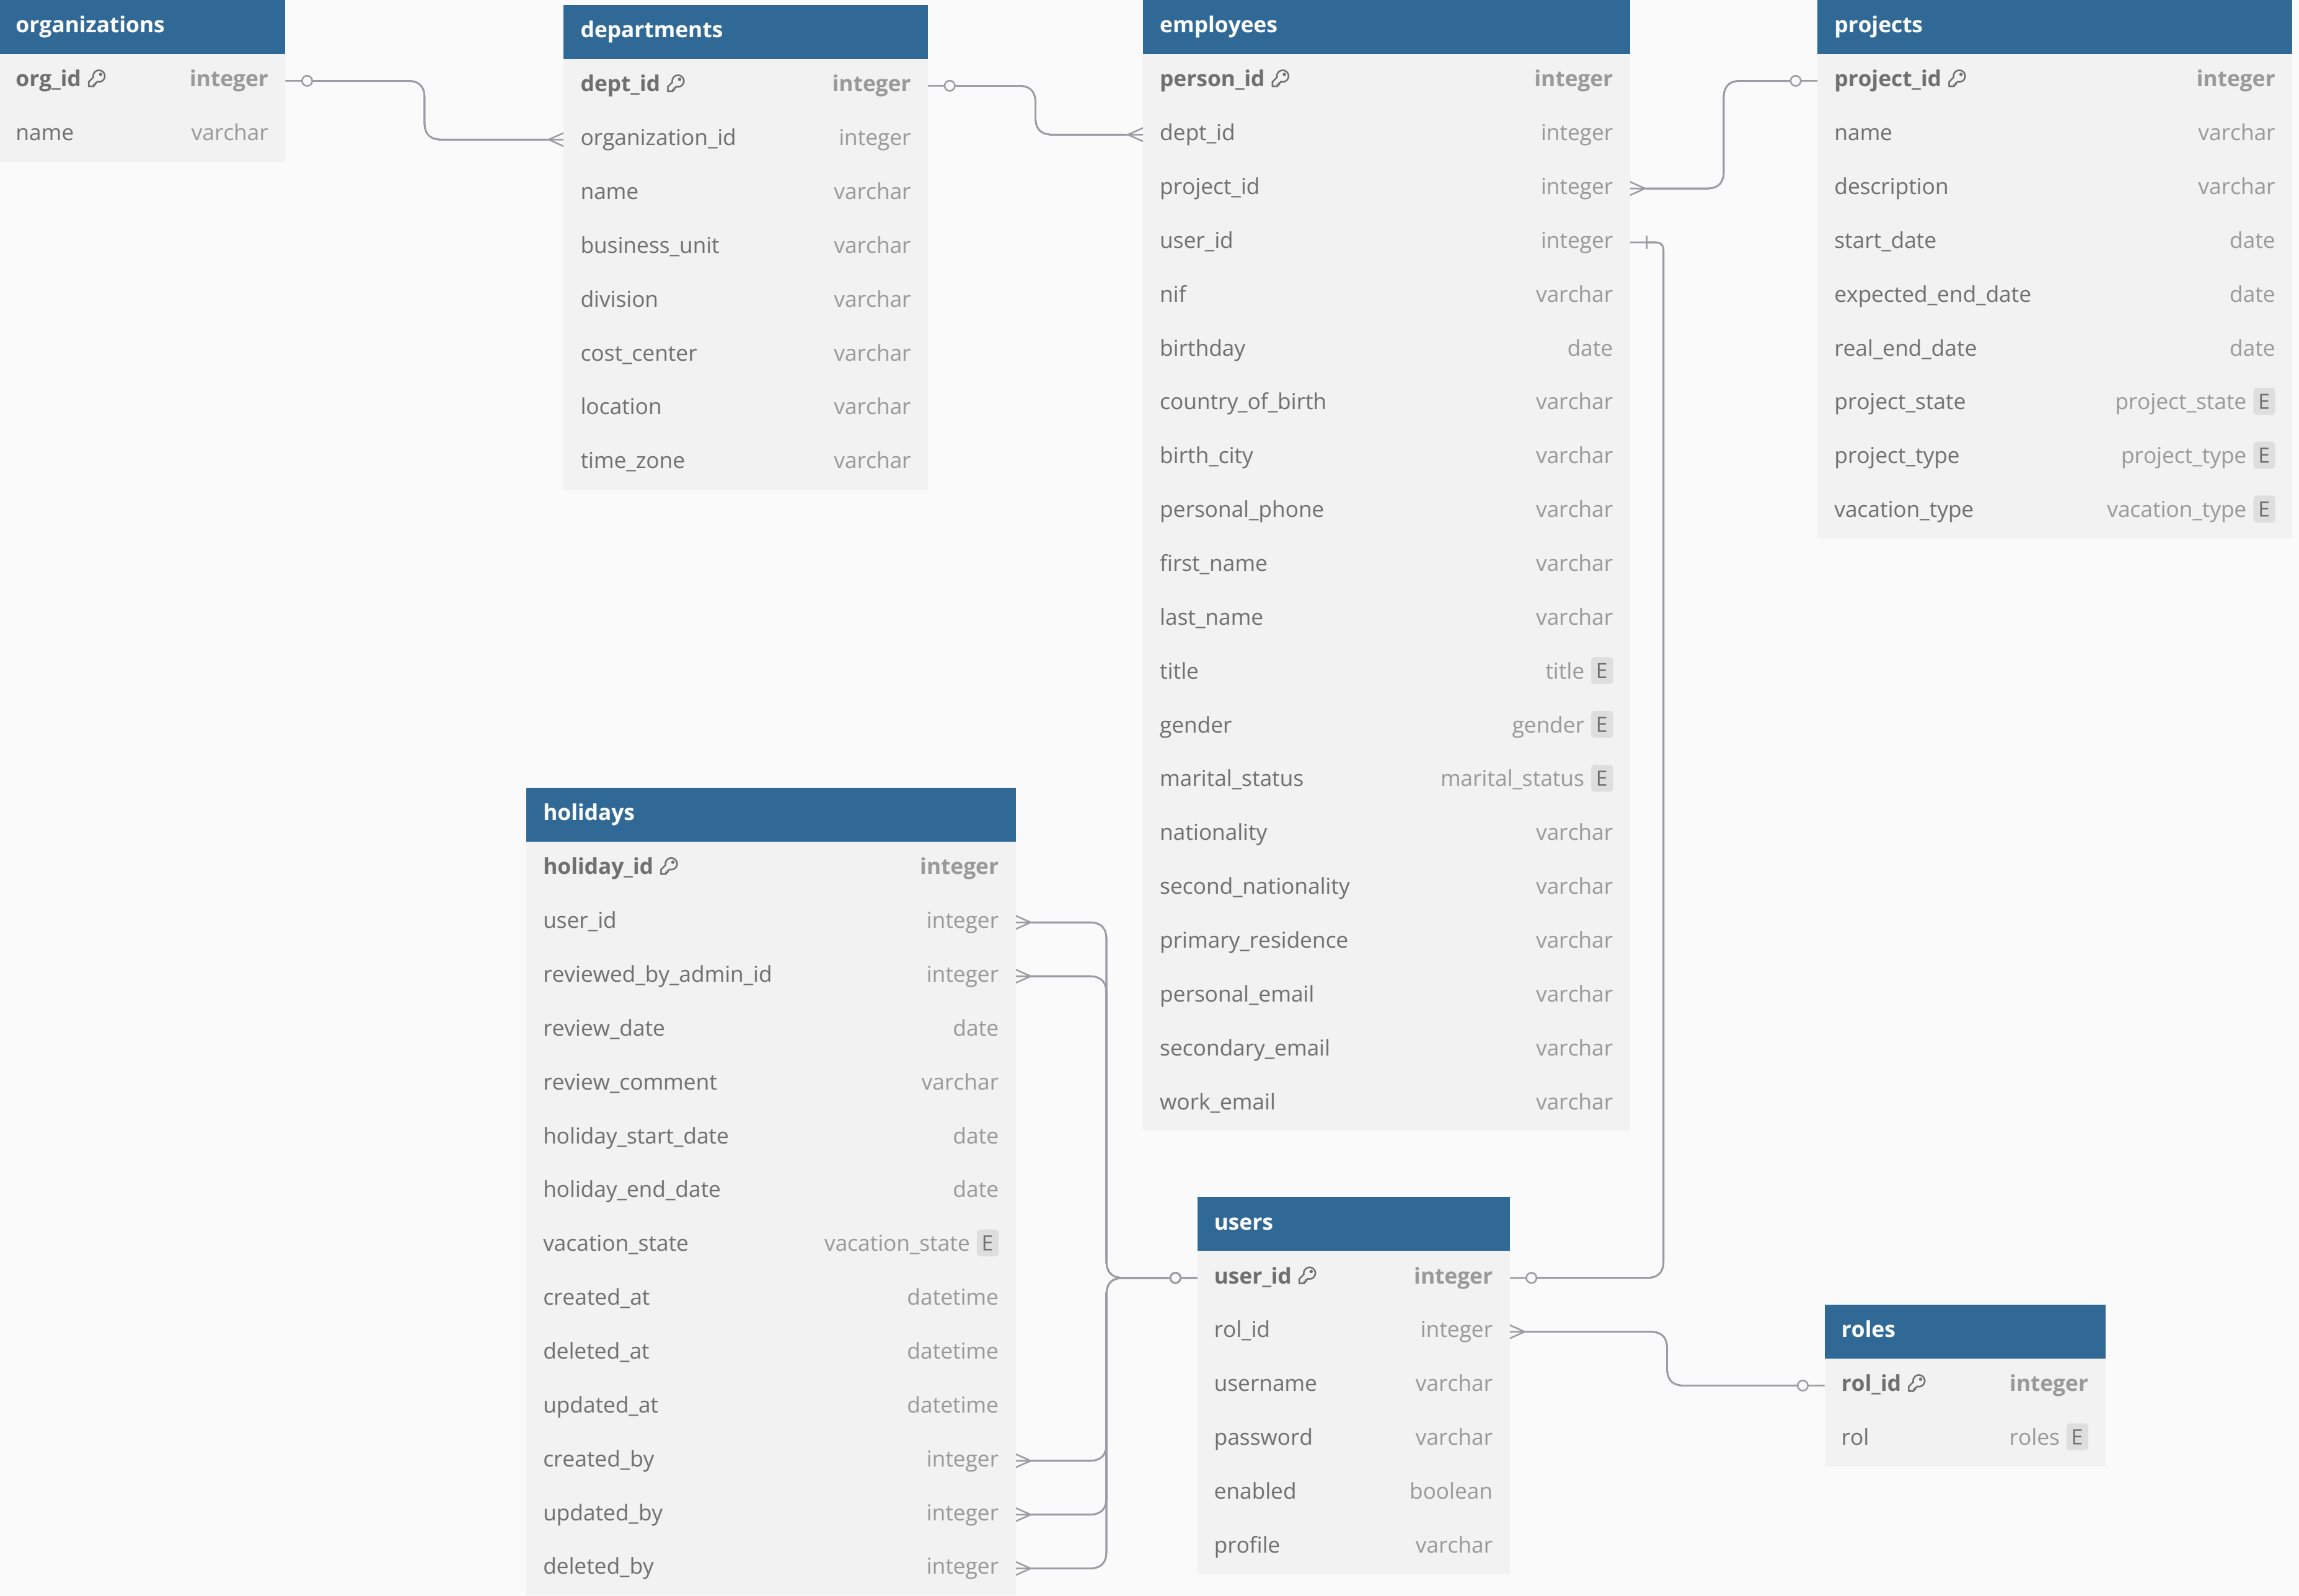 organizations
org_id integer
name varchar
departments
dept_id integer
organization_id integer
name varchar
business_unit varchar
division varchar
cost_center varchar
location varchar
time_zone varchar
employees
person_id integer
dept_id integer
project_id integer
user_id integer
nif varchar
birthday date
country_of_birth varchar
birth_city varchar
personal_phone varchar
first_name varchar
last_name varchar
title title E
gender gender E
marital_status marital_status E
nationality varchar
second_nationality varchar
primary_residence varchar
personal_email varchar
secondary_email varchar
work_email varchar
projects
project_id integer
name varchar
description varchar
start_date date
expected_end_date date
real_end_date date
project_state project_state E
project_type project_type E
vacation_type vacation_type E
holidays
holiday_id integer
user_id integer
reviewed_by_admin_id integer
review_date date
review_comment varchar
holiday_start_date date
holiday_end_date date
vacation_state vacation_state E
created_at datetime
deleted_at datetime
updated_at datetime
created_by integer
updated_by integer
deleted_by integer
users
user_id integer
rol_id integer
username varchar
password varchar
enabled boolean
profile varchar
roles
rol_id integer
rol roles E